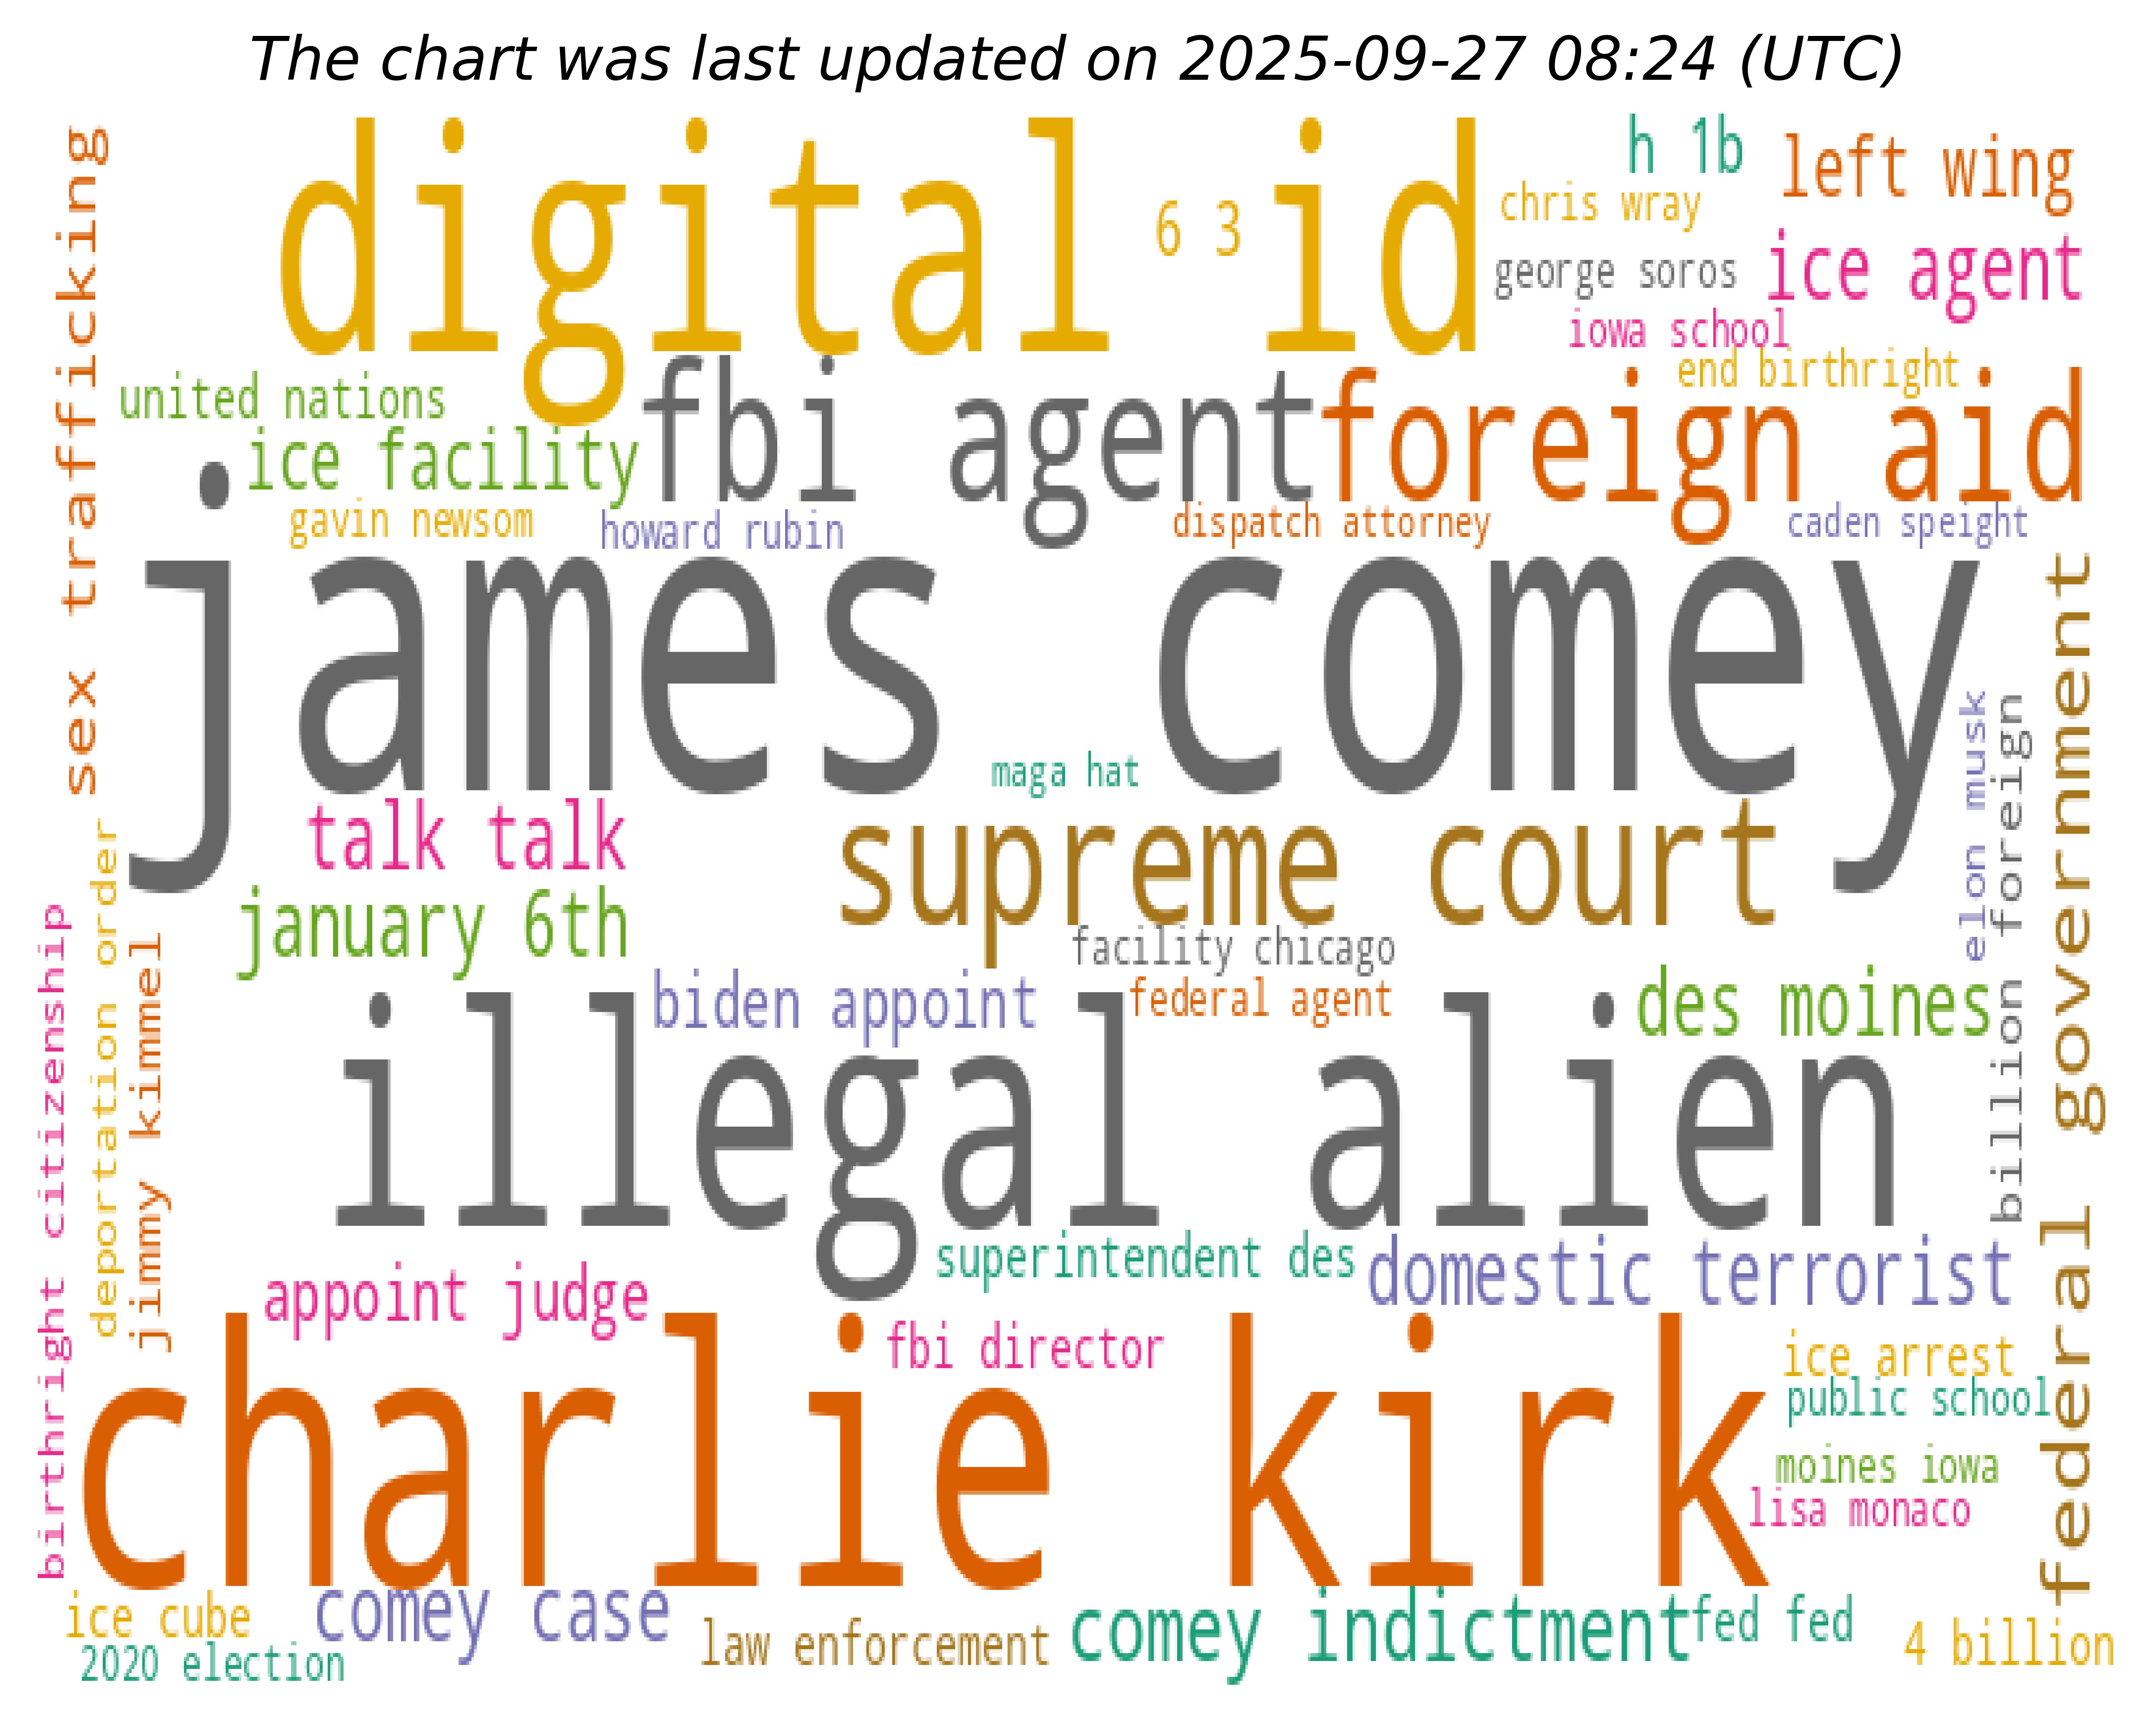 The chart was last updated on 2025-09-27 08:24 (UTC)
digital id
6 3
h 1b
left wing
chris wray
george soros
ice agent
iowa school
end birthright
sex trafficking
united nations
fbi agent
foreign aid
ice facility
gavin newsom
howard rubin
dispatch attorney
caden speight
james comey
maga hat
elon musk
billion foreign
federal government
talk talk
supreme court
january 6th
facility chicago
biden appoint
federal agent
des moines
birthright citizenship
deportation order
jimmy kimmel
illegal alien
superintendent des
domestic terrorist
appoint judge
fbi director
charlie kirk
ice arrest
public school
moines iowa
lisa monaco
ice cube
comey case
law enforcement
comey indictment
fed fed
4 billion
2020 election